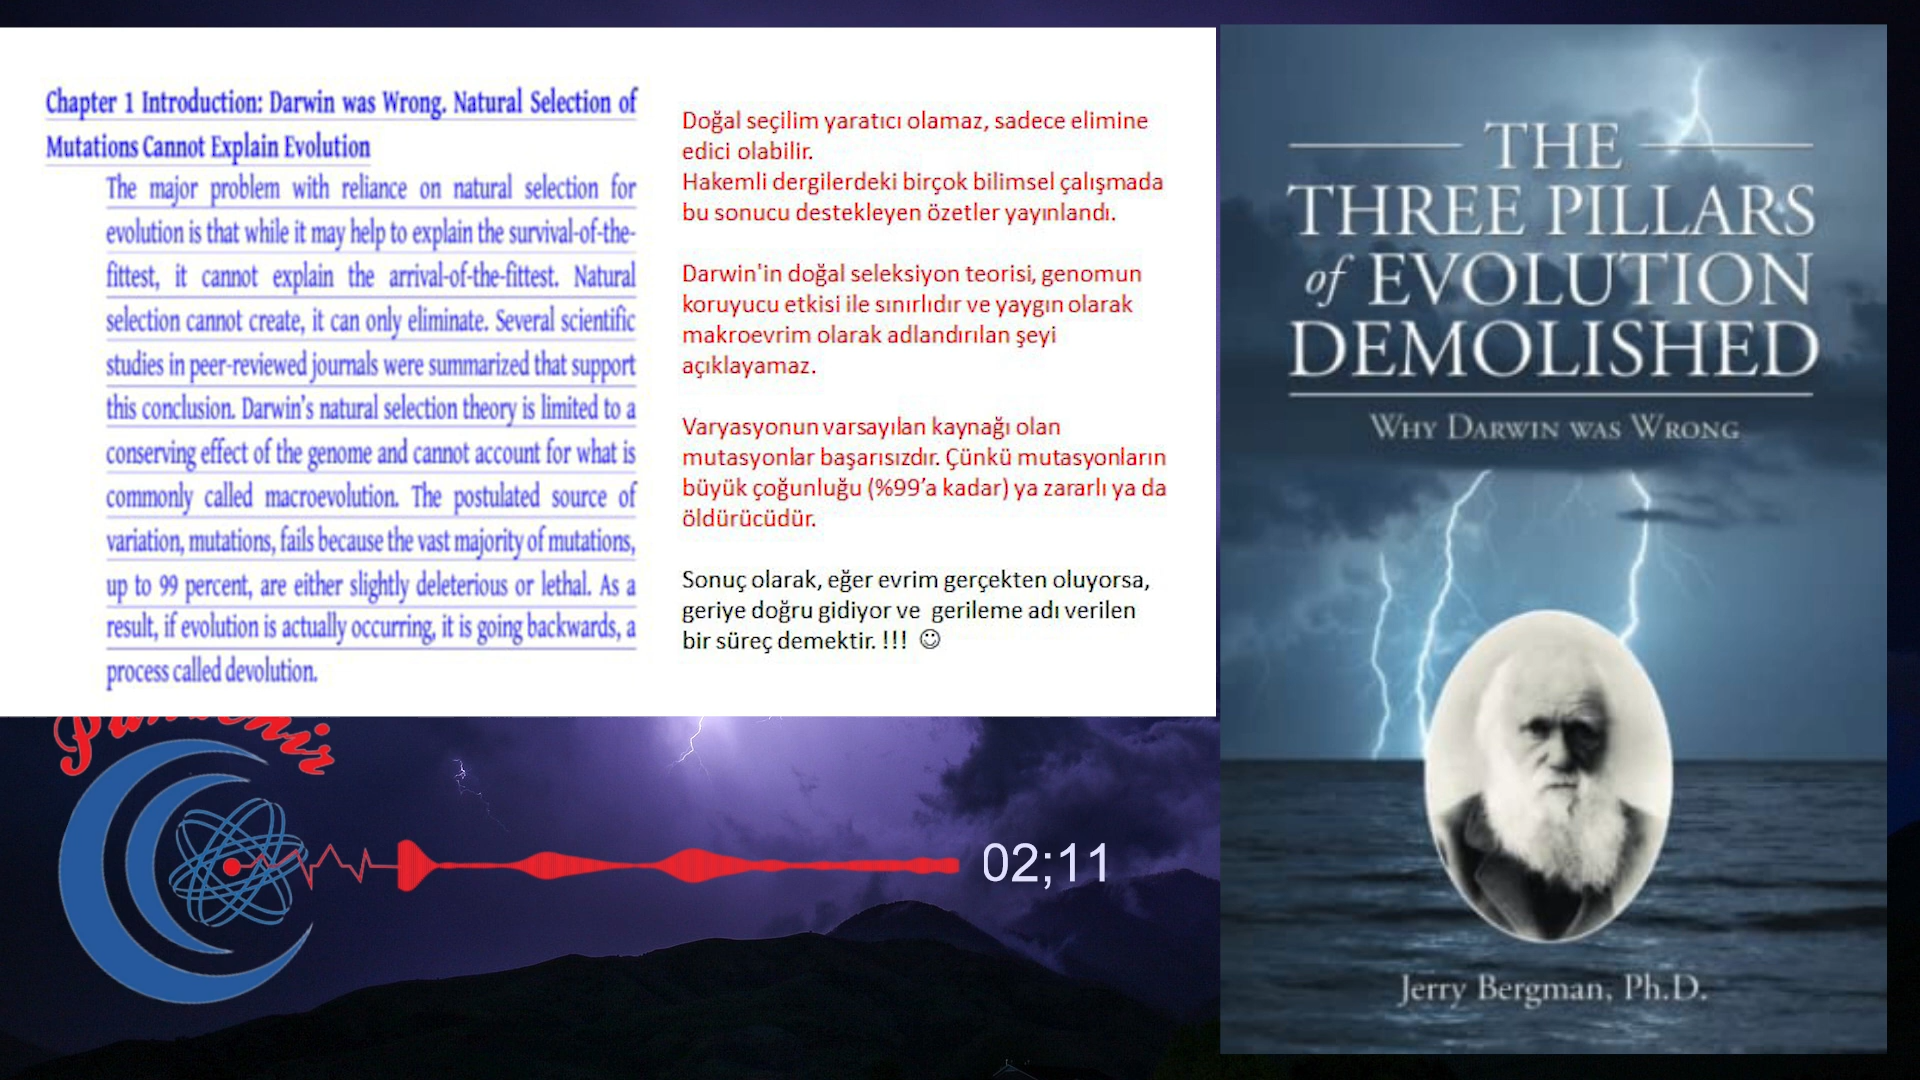 Chapter 1 Introduction: Darwin was Wrong. Natural Selection of
Mutations Cannot Explain Evolution
The major problem with reliance on natural selection for
evolution is that while it may help to explain the survival-of-the-
fittest, it cannot explain the arrival-of-the-fittest. Natural
selection cannot create, it can only eliminate. Several scientific
studies in peer-reviewed journals were summarized that support
this conclusion. Darwin's natural selection theory is limited to a
conserving effect of the genome and cannot account for what is
commonly called macroevolution. The postulated source of
variation, mutations, fails because the vast majority of mutations,
up to 99 percent, are either slightly deleterious or lethal. As a
result, if evolution is actually occurring, it is going backwards, a
process called devolution.
Doğal seçilim yaratıcı olamaz, sadece elimine
edici olabilir.
Hakemli dergilerdeki birçok bilimsel çalışmada
bu sonucu destekleyen özetler yayınlandı.
Darwin'in doğal seleksiyon teorisi, genomun
koruyucu etkisi ile sınırlıdır ve yaygın olarak
makroevrim olarak adlandırılan şeyi
açıklayamaz.
Varyasyonun varsayılan kaynağı olan
mutasyonlar başarısızdır. Çünkü mutasyonların
büyük çoğunluğu (%99'a kadar) ya zararlı ya da
öldürücüdür.
Sonuç olarak, eğer evrim gerçekten oluyorsa,
geriye doğru gidiyor ve gerileme adı verilen
bir süreç demektir. !!! ☺
THE
THREE PILLARS
of EVOLUTION
DEMOLISHED
WHY DARWIN WAS WRONG
Jerry Bergman, Ph.D.
02;11